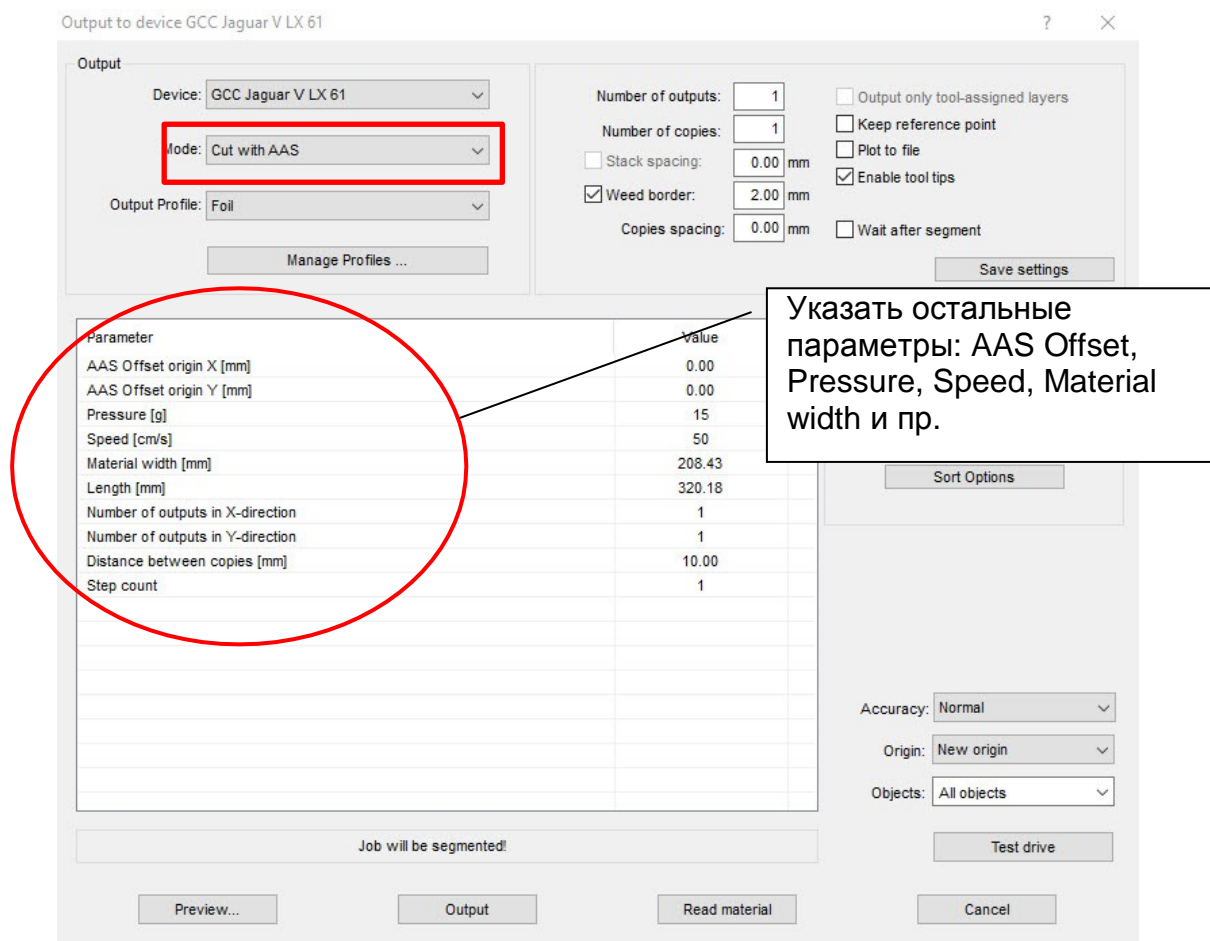 Output to device GCC Jaguar V LX 61
Output
Device: GCC Jaguar V LX 61
Mode: Cut with AAS
Output Profile: Foil
Manage Profiles ...
Number of outputs: 1
Number of copies: 1
Stack spacing: 0.00 mm
Weed border: 2.00 mm
Copies spacing: 0.00 mm
Output only tool-assigned layers
Keep reference point
Plot to file
Enable tool tips
Wait after segment
Save settings
Указать остальные
параметры: AAS Offset,
Pressure, Speed, Material
width и пр.
Parameter Value
AAS Offset origin X [mm] 0.00
AAS Offset origin Y [mm] 0.00
Pressure [g] 15
Speed [cm/s] 50
Material width [mm] 208.43
Length [mm] 320.18
Number of outputs in X-direction 1
Number of outputs in Y-direction 1
Distance between copies [mm] 10.00
Step count 1
Sort Options
Accuracy: Normal
Origin: New origin
Objects: All objects
Job will be segmented!
Test drive
Preview... Output Read material Cancel